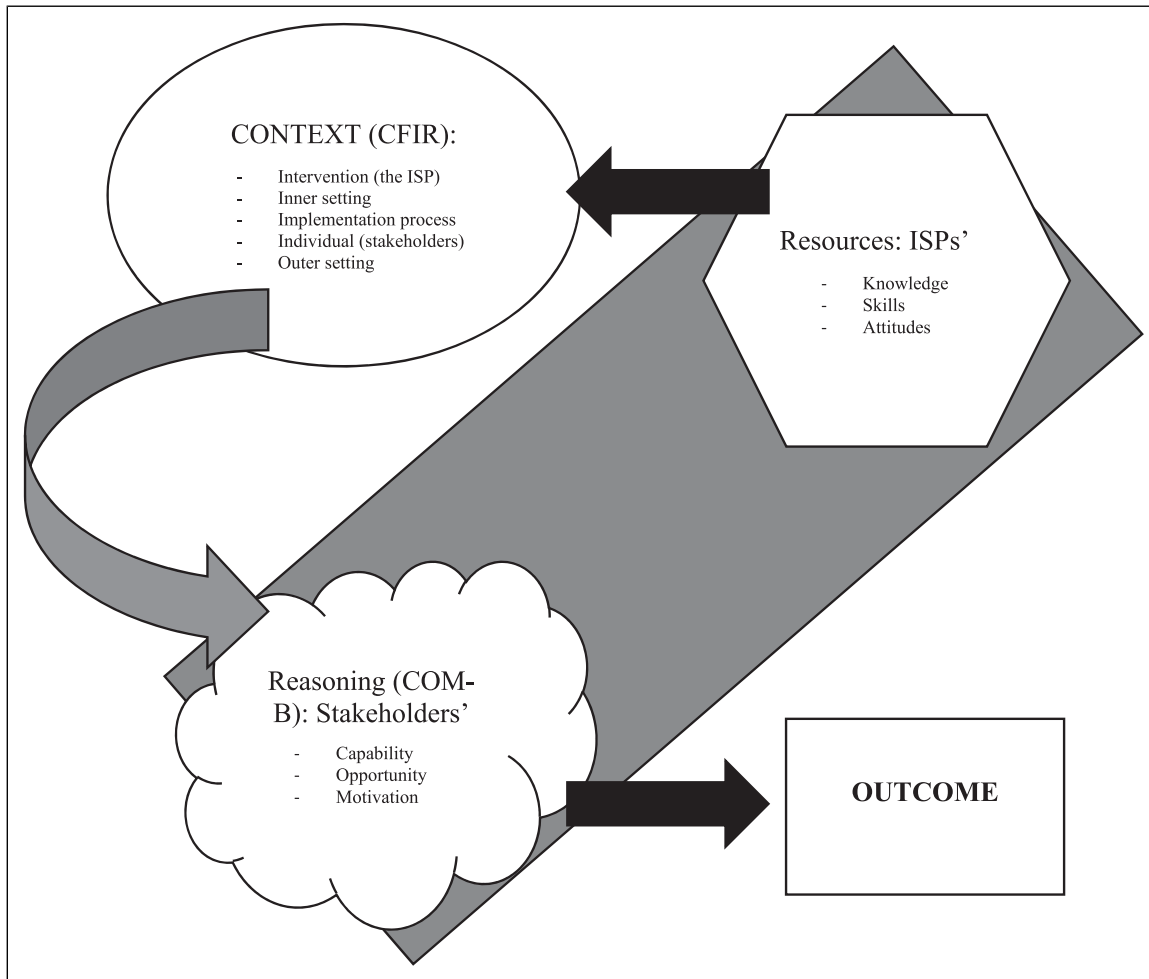 CONTEXT (CFIR):
- Intervention (the ISP)
- Inner setting
- Implementation process
- Individual (stakeholders)
- Outer setting
Resources: ISPs’
- Knowledge
- Skills
- Attitudes
Reasoning (COM-
B): Stakeholders’
- Capability
- Opportunity
- Motivation
OUTCOME